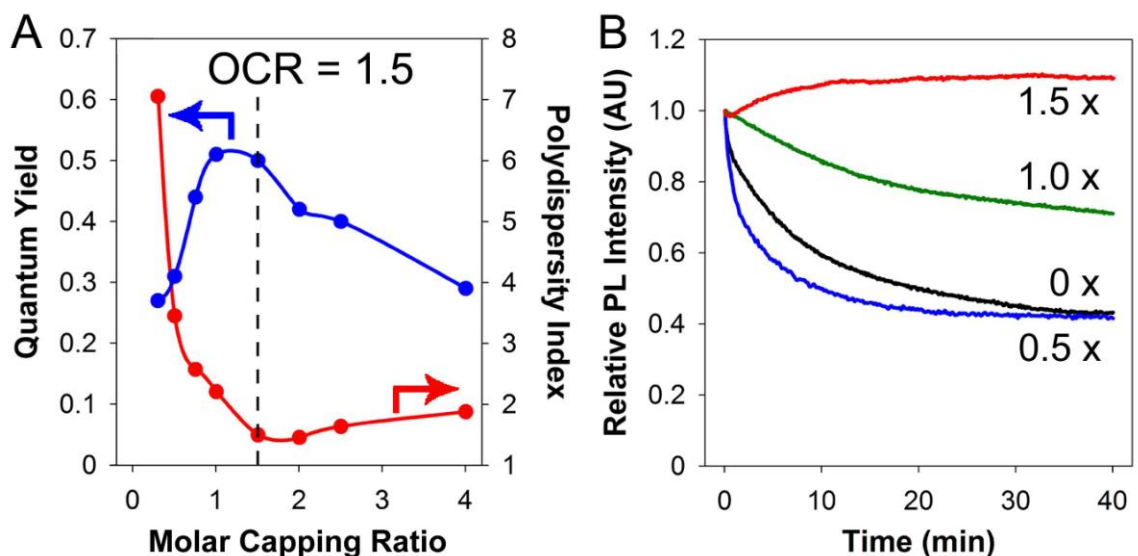 A
OCR = 1.5
Quantum Yield
0.7
0.6
0.5
0.4
0.3
0.2
0.1
0
8
7
6
5
4
3
2
1
Polydispersity Index
0 1 2 3 4
Molar Capping Ratio
B
Relative PL Intensity (AU)
1.2
1.0
0.8
0.6
0.4
0.2
0
1.5 x
1.0 x
0 x
0.5 x
0 10 20 30 40
Time (min)